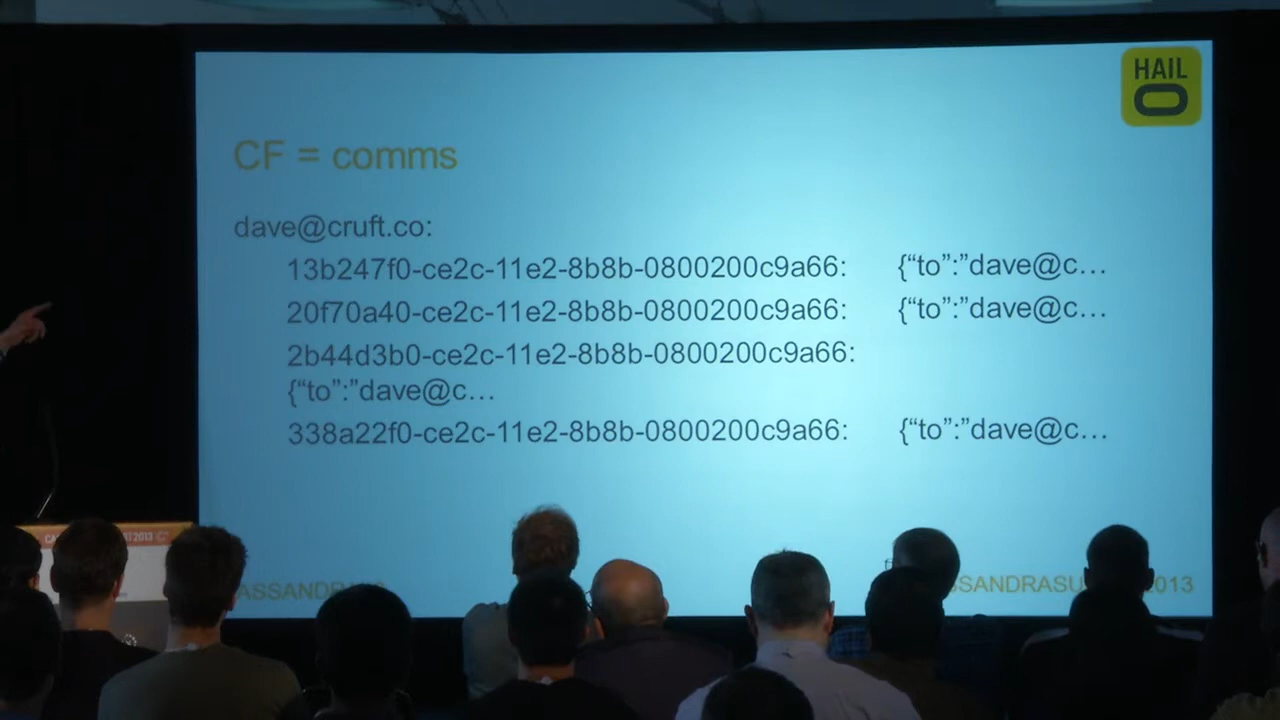 HAIL
O
CF = comms
dave@cruft.co:
13b247f0-ce2c-11e2-8b8b-0800200c9a66: {“to”:”dave@c…
20f70a40-ce2c-11e2-8b8b-0800200c9a66: {“to”:”dave@c…
2b44d3b0-ce2c-11e2-8b8b-0800200c9a66:
{“to”:”dave@c…
338a22f0-ce2c-11e2-8b8b-0800200c9a66: {“to”:”dave@c…